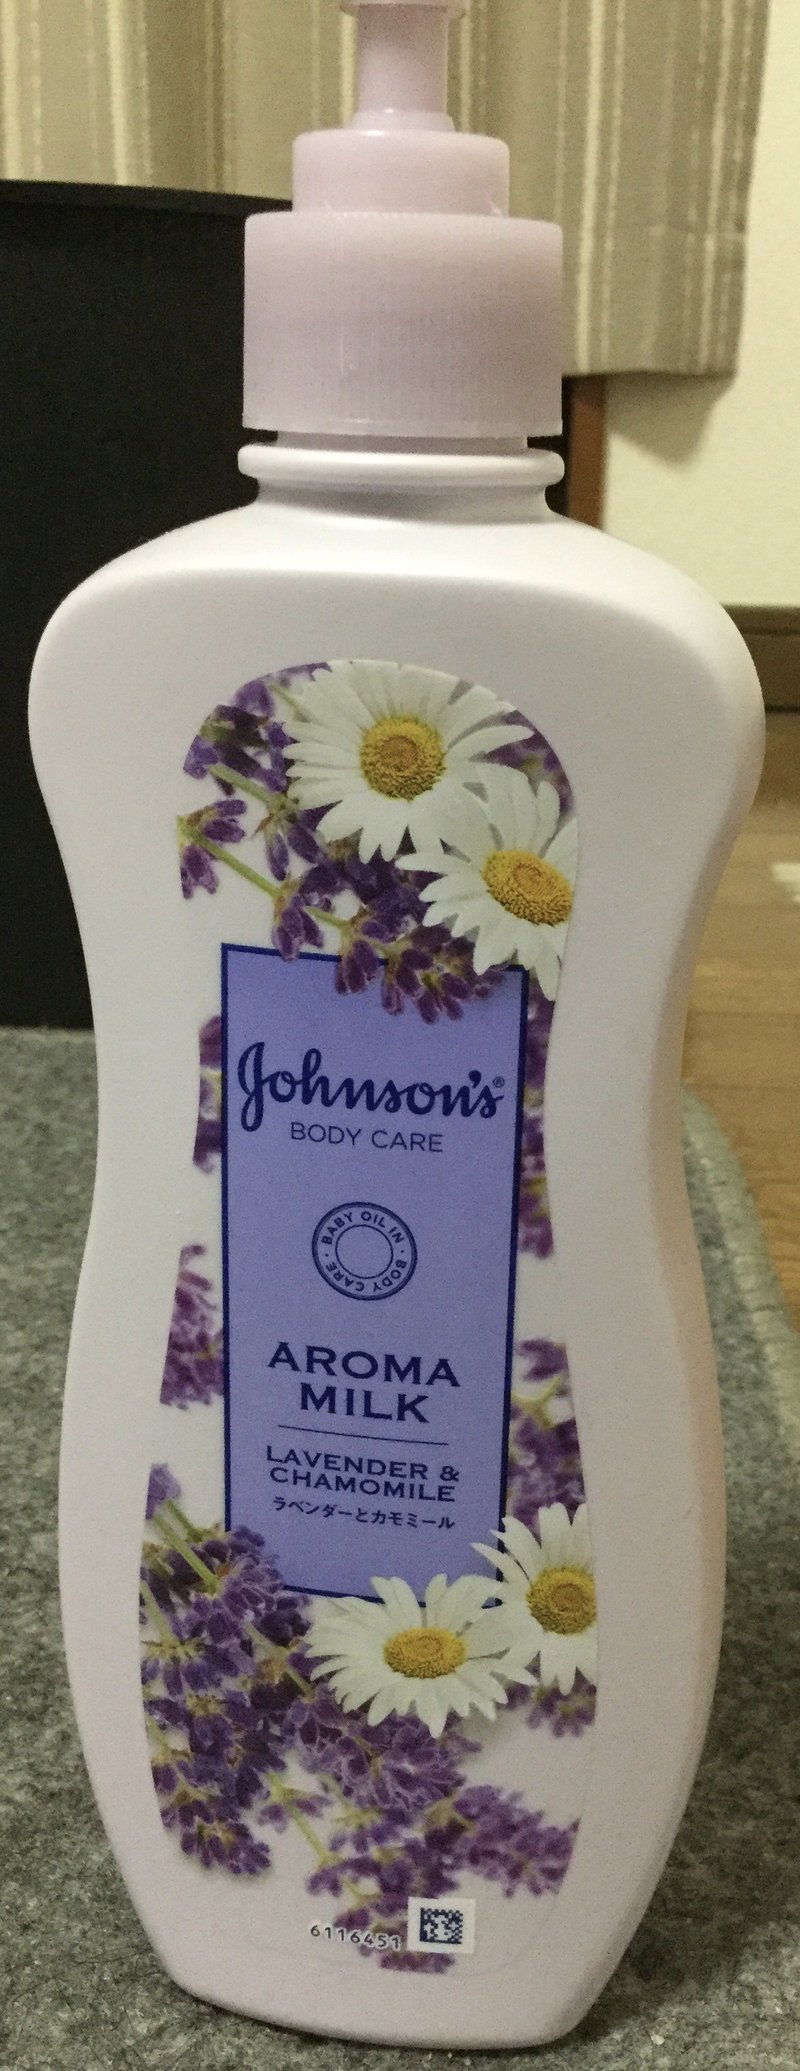 Johnson's®
BODY CARE
BABY OIL IN · BODY CARE ·
AROMA
MILK
LAVENDER &
CHAMOMILE
ラベンダーとカモミール
6116451